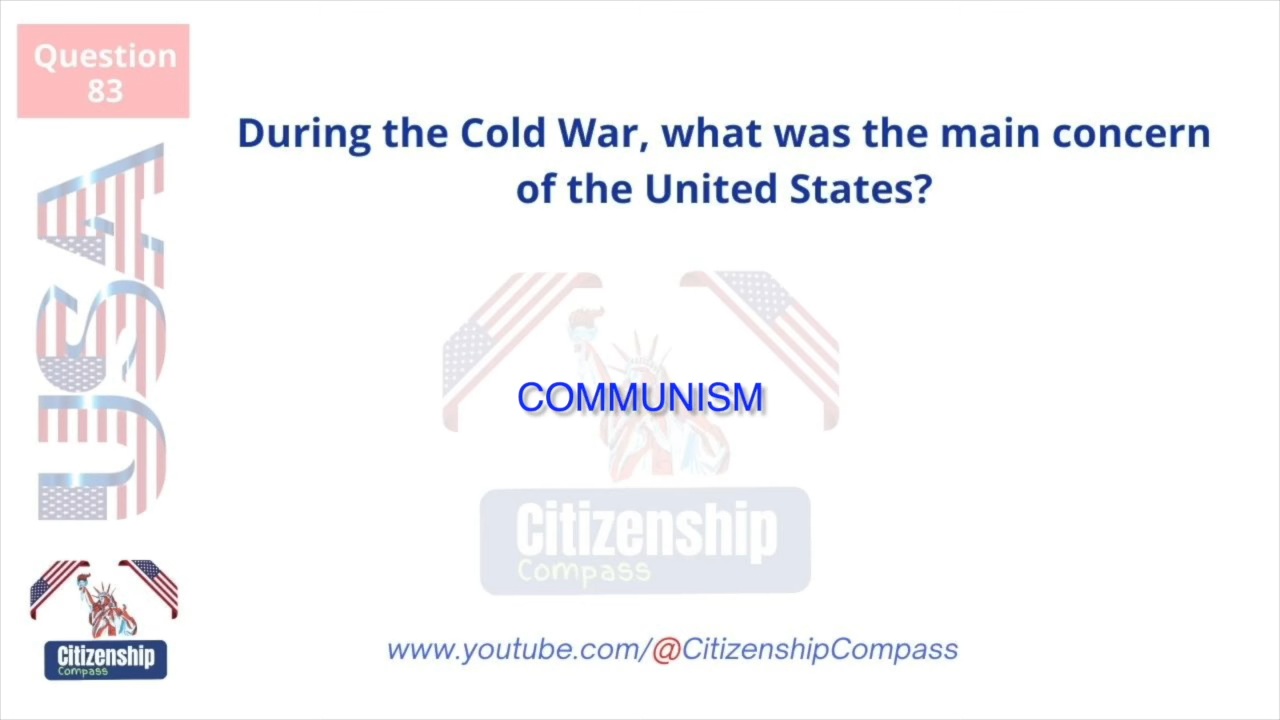 Question
83
During the Cold War, what was the main concern
of the United States?
USA
COMMUNISM
Citizenship
Compass
Citizenship
Compass
www.youtube.com/@CitizenshipCompass